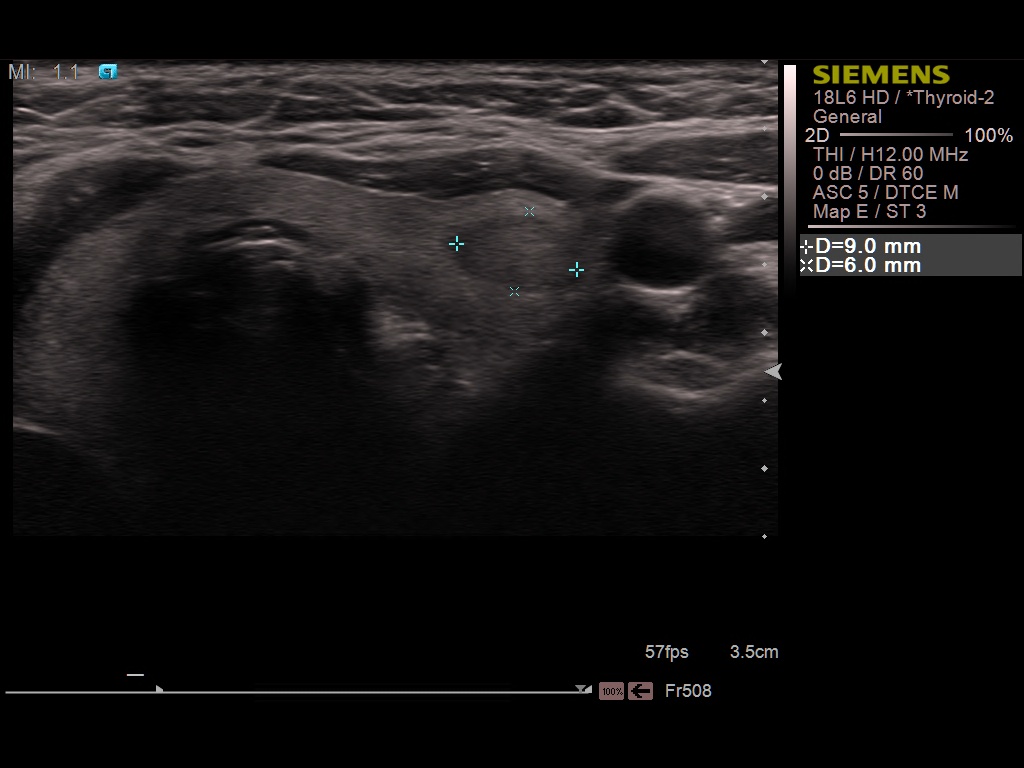 MI: 1.1
SIEMENS
18L6 HD / *Thyroid-2
General
2D 100%
THI / H12.00 MHz
0 dB / DR 60
ASC 5 / DTCE M
Map E / ST 3
D=9.0 mm
D=6.0 mm
57fps 3.5cm
100% Fr508